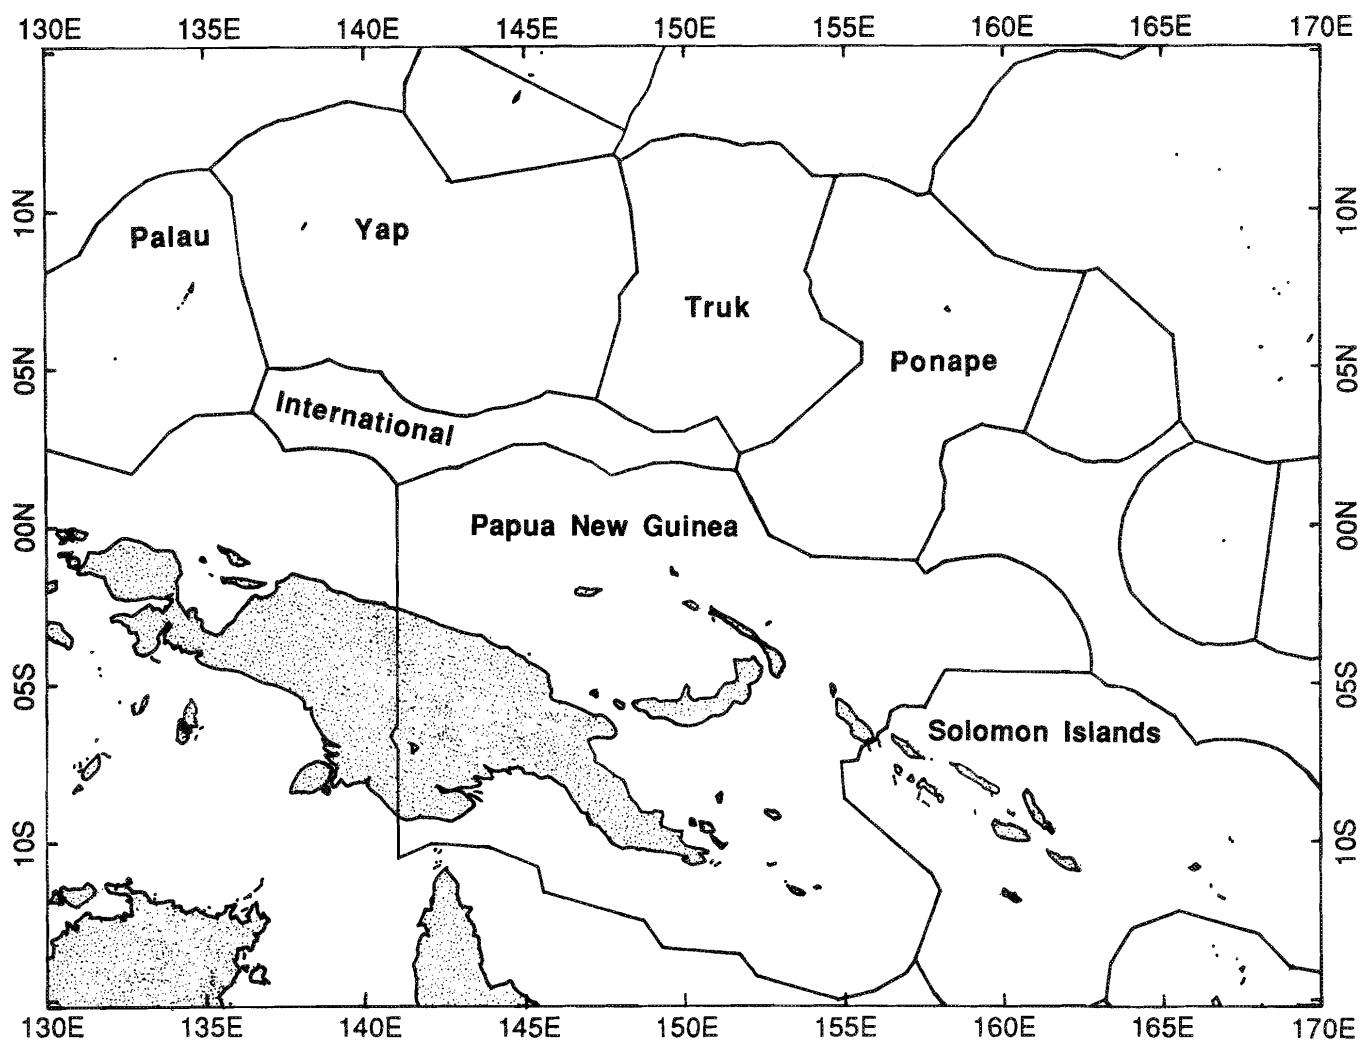 130E 135E 140E 145E 150E 155E 160E 165E 170E
10N 10N
Palau Yap
Truk
05N Ponape 05N
International
00N Papua New Guinea 00N
05S 05S
Solomon Islands
10S 10S
130E 135E 140E 145E 150E 155E 160E 165E 170E